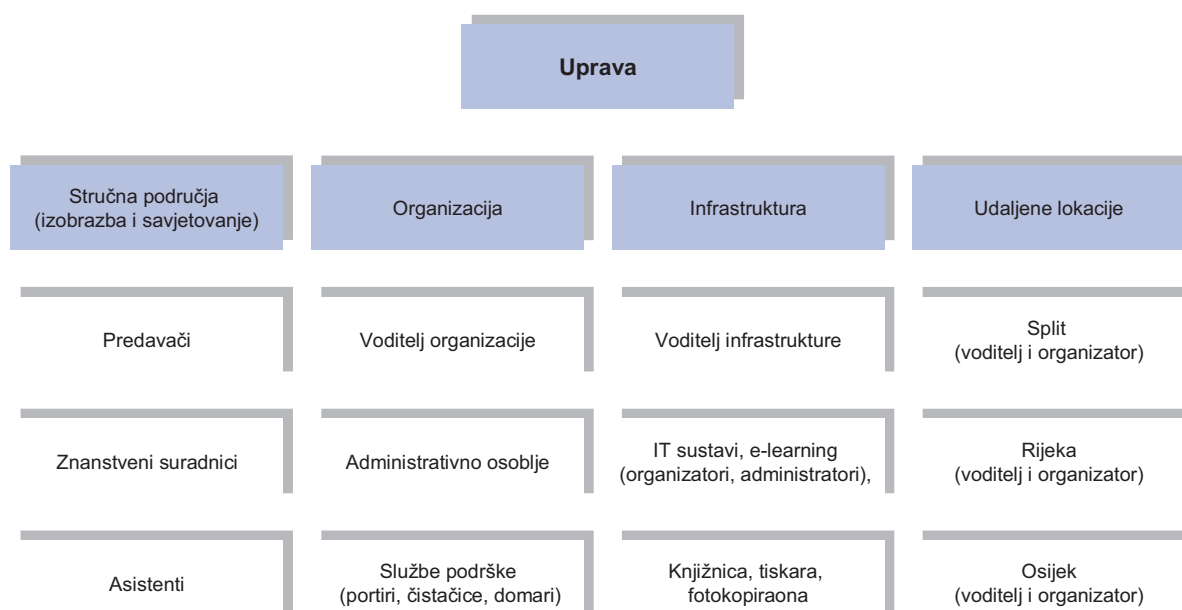 Uprava
Stručna područja
(izobrazba i savjetovanje)
Organizacija
Infrastruktura
Udaljene lokacije
Predavači
Voditelj organizacije
Voditelj infrastrukture
Split
(voditelj i organizator)
Znanstveni suradnici
Administrativno osoblje
IT sustavi, e-learning
(organizatori, administratori),
Rijeka
(voditelj i organizator)
Asistenti
Službe podrške
(portiri, čistačice, domari)
Knjižnica, tiskara,
fotokopiraona
Osijek
(voditelj i organizator)